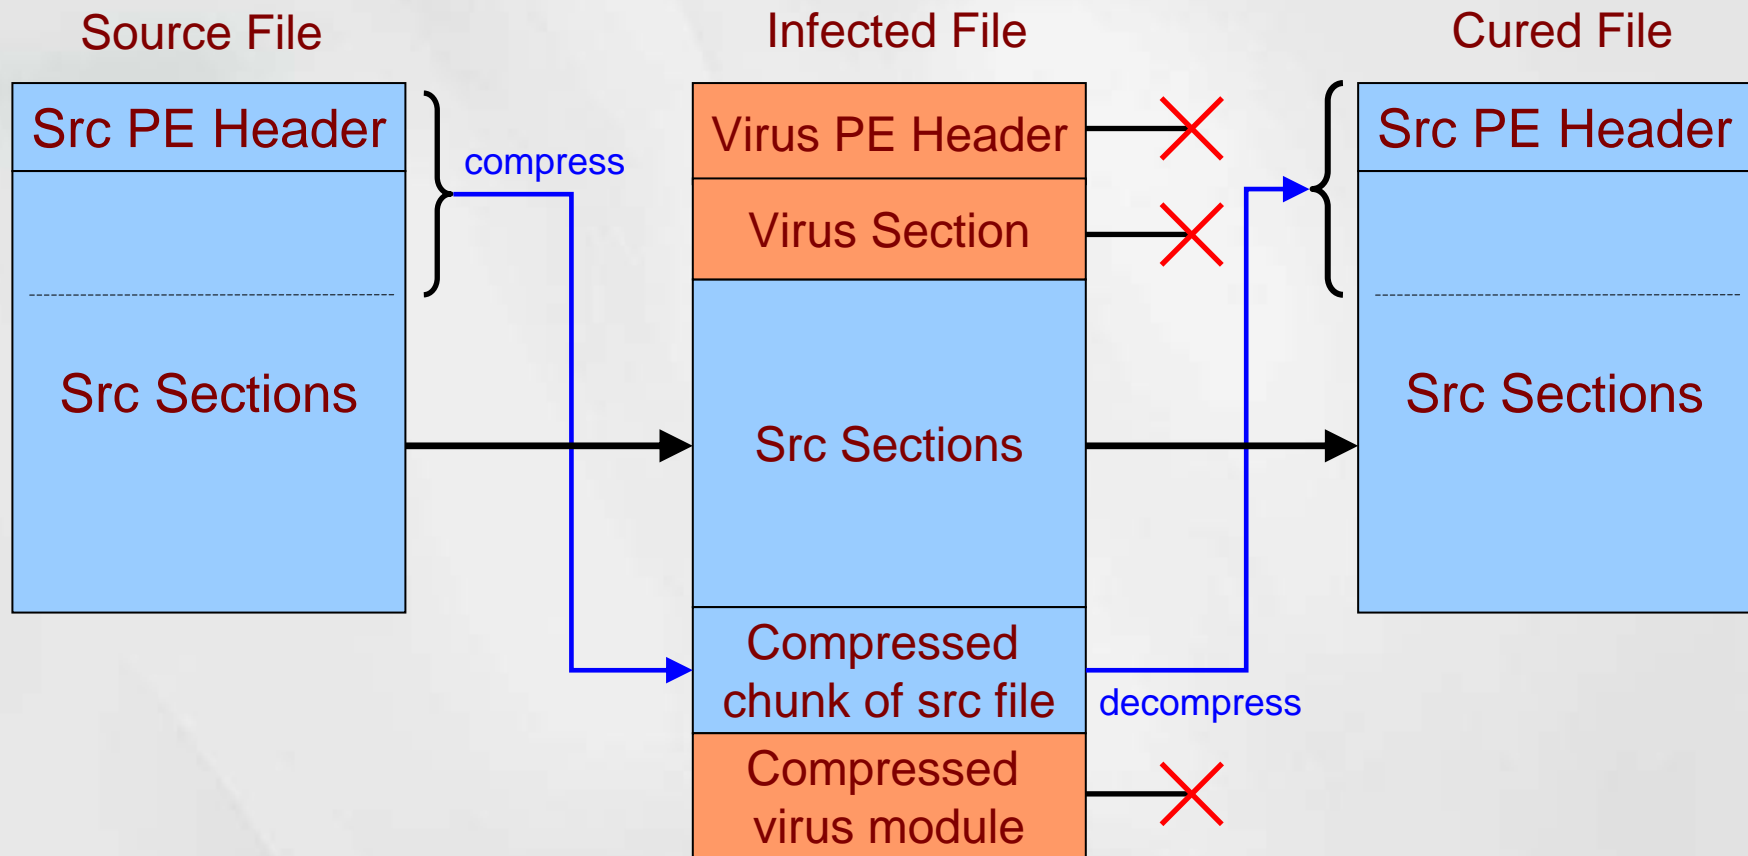 Source File
Infected File
Cured File
Src PE Header
compress
Src Sections
Virus PE Header
Virus Section
Src Sections
Compressed
chunk of src file
Compressed
virus module
decompress
Src PE Header
Src Sections